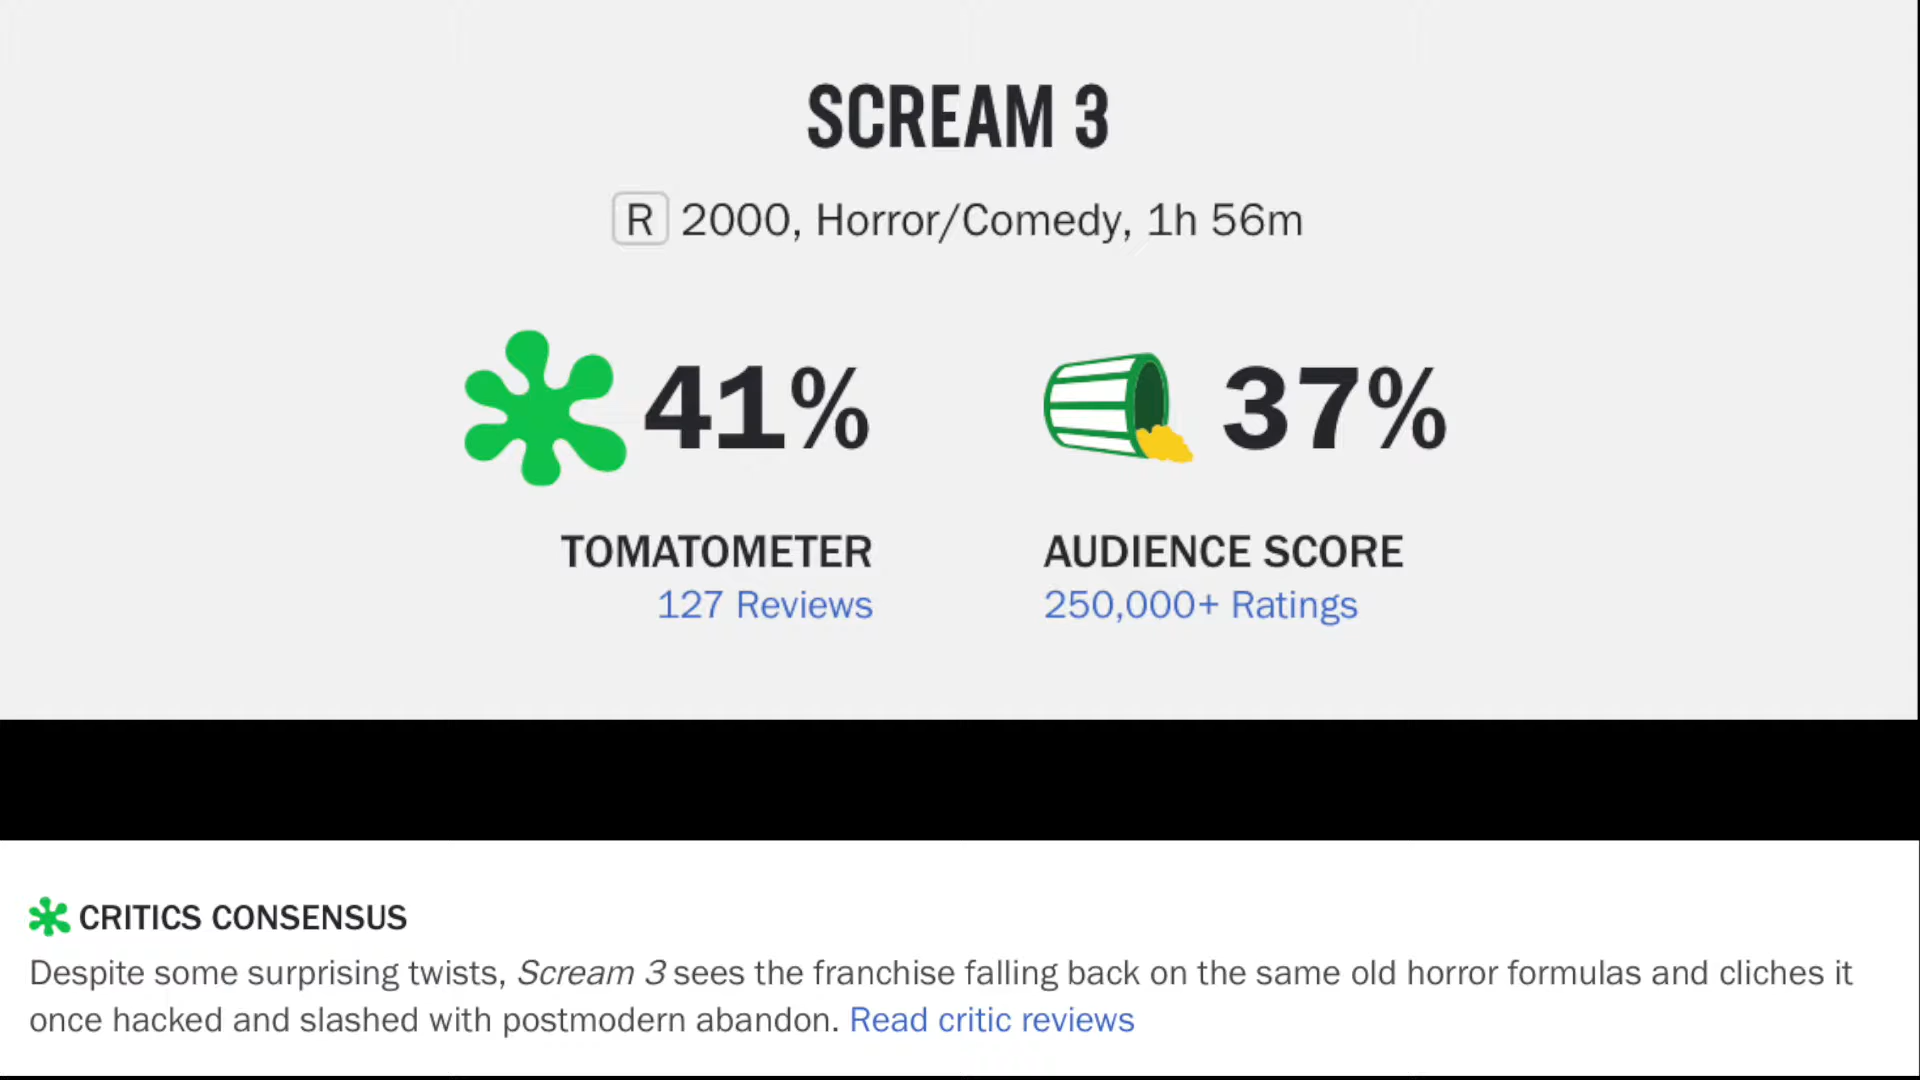 SCREAM 3
R 2000, Horror/Comedy, 1h 56m
41% 37%
TOMATOMETER AUDIENCE SCORE
127 Reviews 250,000+ Ratings
CRITICS CONSENSUS
Despite some surprising twists, Scream 3 sees the franchise falling back on the same old horror formulas and cliches it
once hacked and slashed with postmodern abandon. Read critic reviews